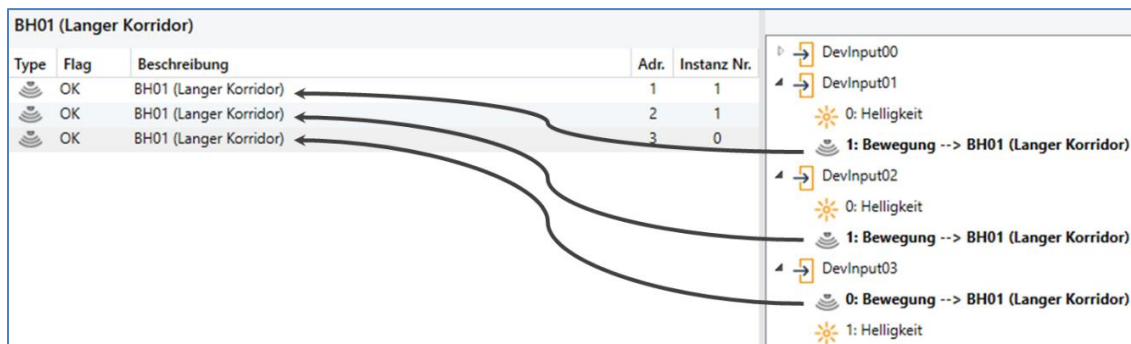 BH01 (Langer Korridor)
Type Flag Beschreibung Adr. Instanz Nr.
OK BH01 (Langer Korridor) 1 1
OK BH01 (Langer Korridor) 2 1
OK BH01 (Langer Korridor) 3 0
DevInput00
DevInput01
0: Helligkeit
1: Bewegung --> BH01 (Langer Korridor)
DevInput02
0: Helligkeit
1: Bewegung --> BH01 (Langer Korridor)
DevInput03
0: Bewegung --> BH01 (Langer Korridor)
1: Helligkeit